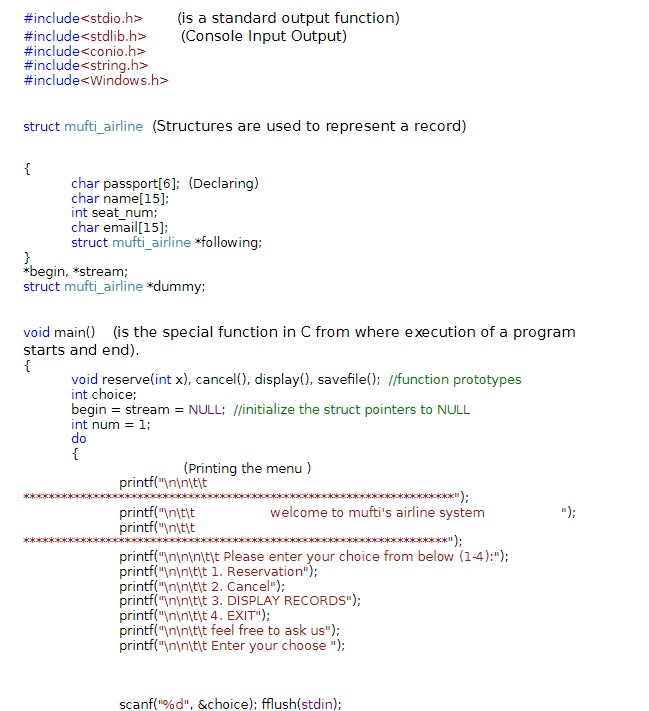 #include<stdio.h> (is a standard output function)
#include<stdlib.h> (Console Input Output)
#include<conio.h>
#include<string.h>
#include<Windows.h>
struct mufti_airline (Structures are used to represent a record)
{
char passport[6]; (Declaring)
char name[15];
int seat_num;
char email[15];
struct mufti_airline *following;
}
*begin, *stream;
struct mufti_airline *dummy;
void main() (is the special function in C from where execution of a program
starts and end).
{
void reserve(int x), cancel(), display(), savefile(); //function prototypes
int choice;
begin = stream = NULL; //initialize the struct pointers to NULL
int num = 1;
do
{
(Printing the menu )
printf("\n\n\t\t
********************************************************************");
printf("\n\t\t welcome to mufti's airline system ");
printf("\n\t\t
*******************************************************************");
printf("\n\n\n\t\t Please enter your choice from below (1-4):");
printf("\n\n\t\t 1. Reservation");
printf("\n\n\t\t 2. Cancel");
printf("\n\n\t\t 3. DISPLAY RECORDS");
printf("\n\n\t\t 4. EXIT");
printf("\n\n\t\t feel free to ask us");
printf("\n\n\t\t Enter your choose ");
scanf("%d", &choice); fflush(stdin);